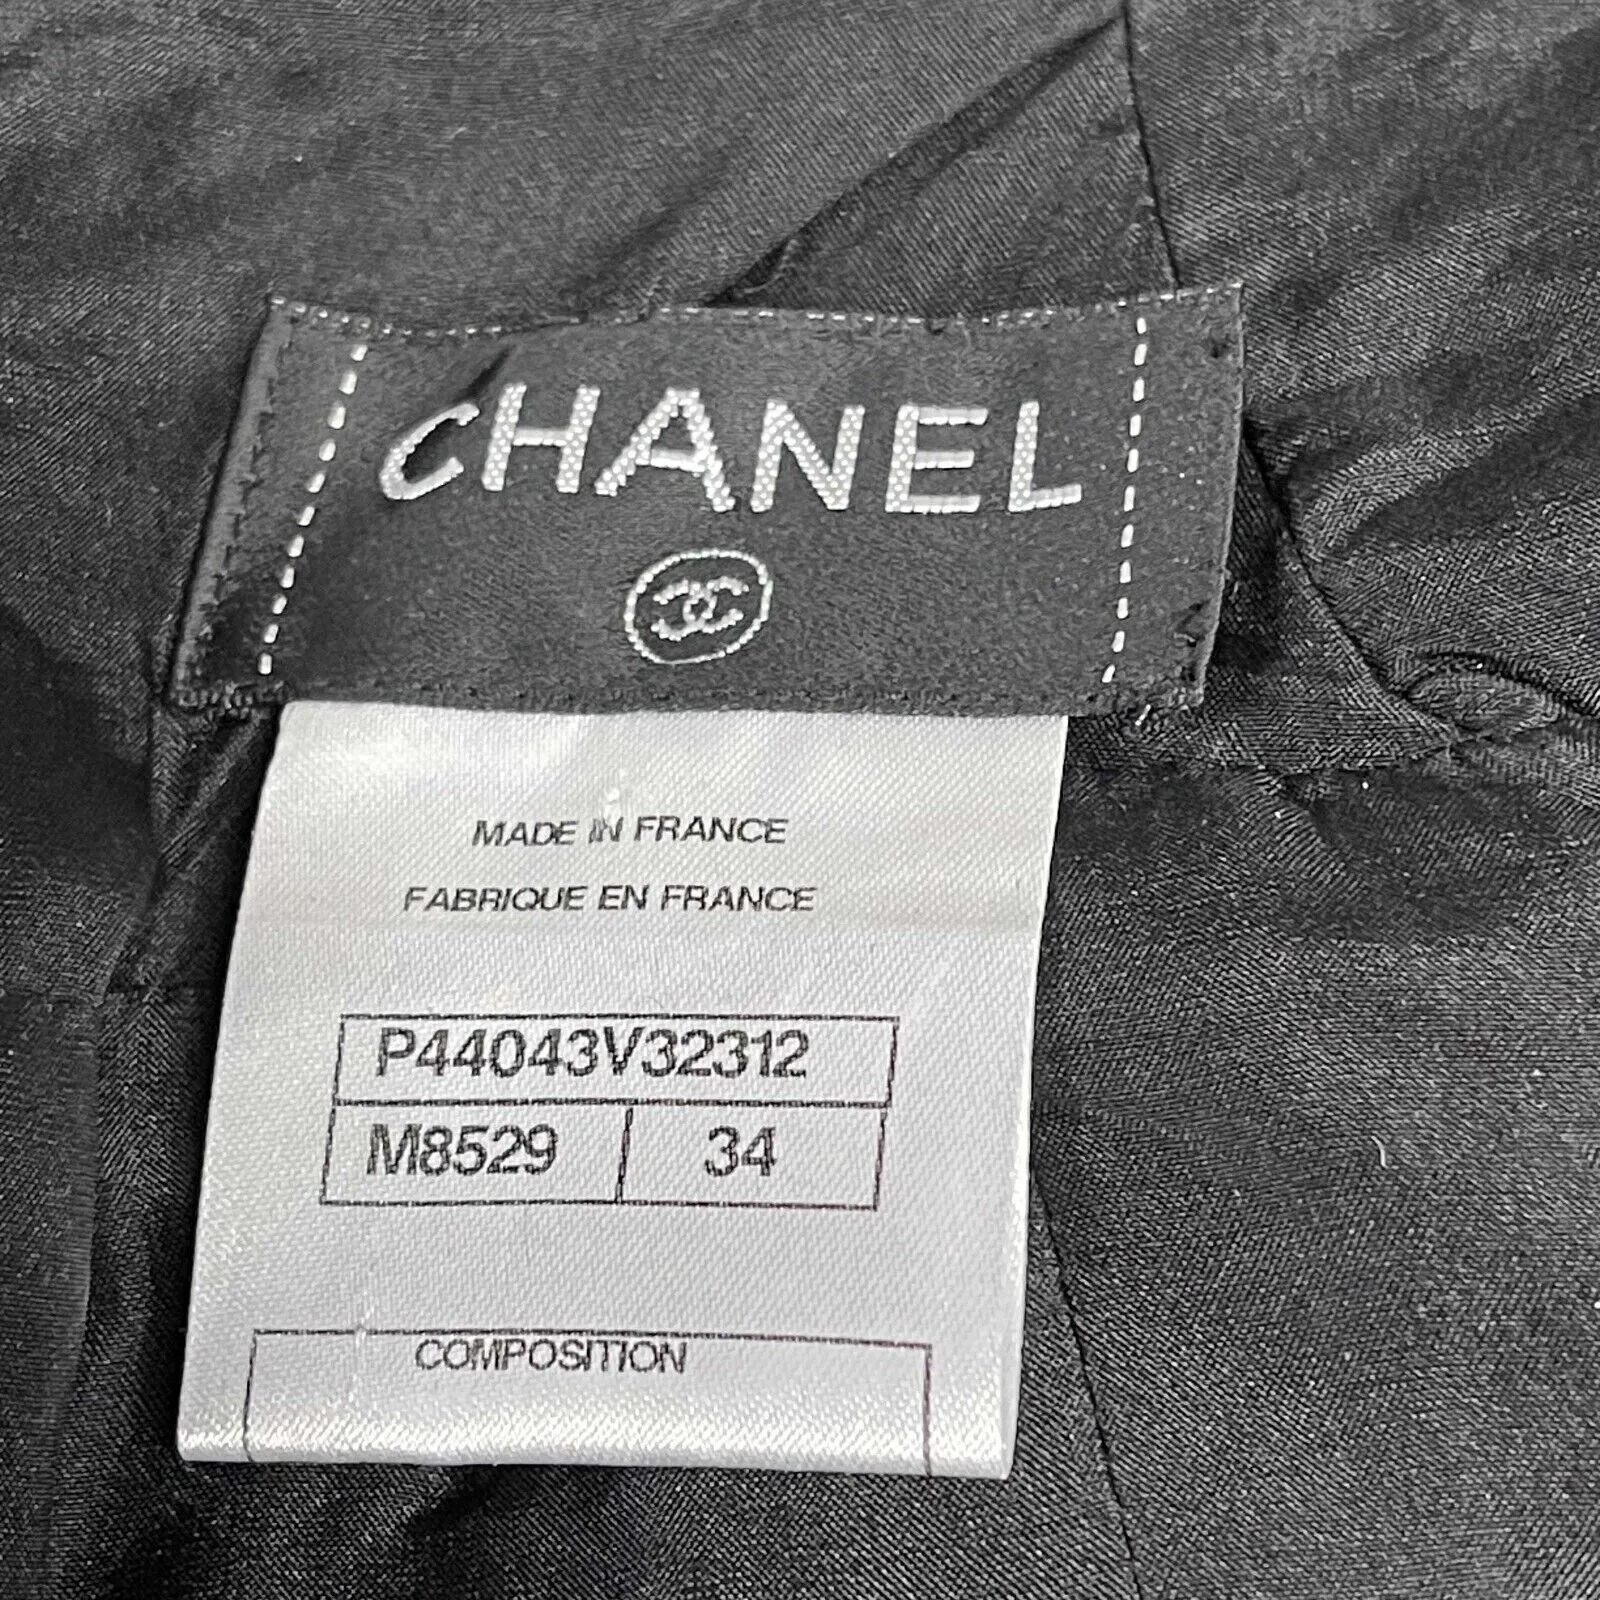 CHANEL
MADE IN FRANCE
FABRIQUE EN FRANCE
P44043V32312
M8529 34
COMPOSITION